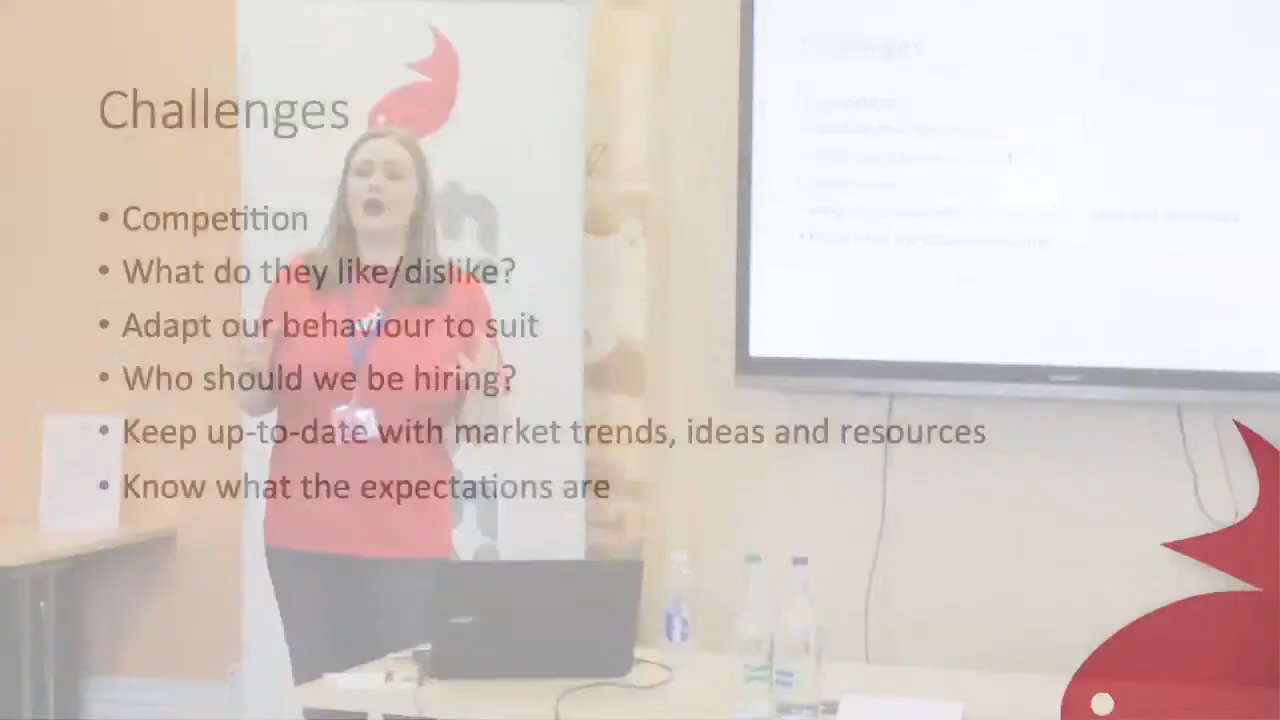 Challenges
• Competition
• What do they like/dislike?
• Adapt our behaviour to suit
• Who should we be hiring?
• Keep up-to-date with market trends, ideas and resources
• Know what the expectations are